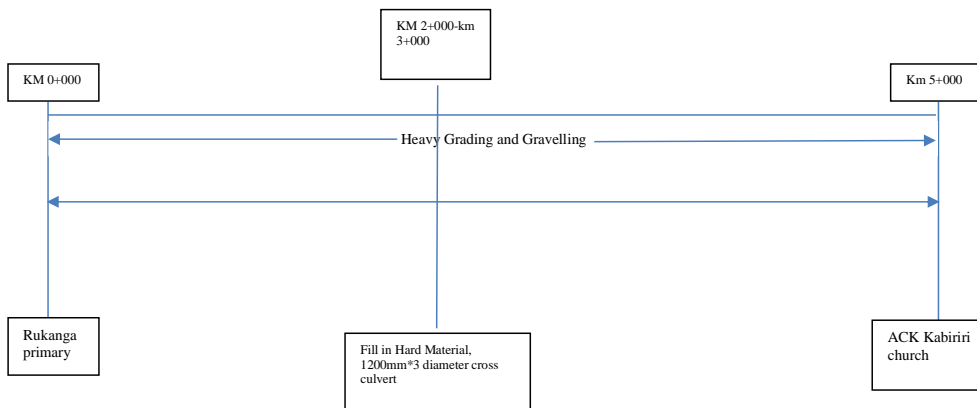 KM 2+000-km
3+000
KM 0+000
Km 5+000
Heavy Grading and Gravelling
Rukanga
primary
Fill in Hard Material,
1200mm*3 diameter cross
culvert
ACK Kabiriri
church